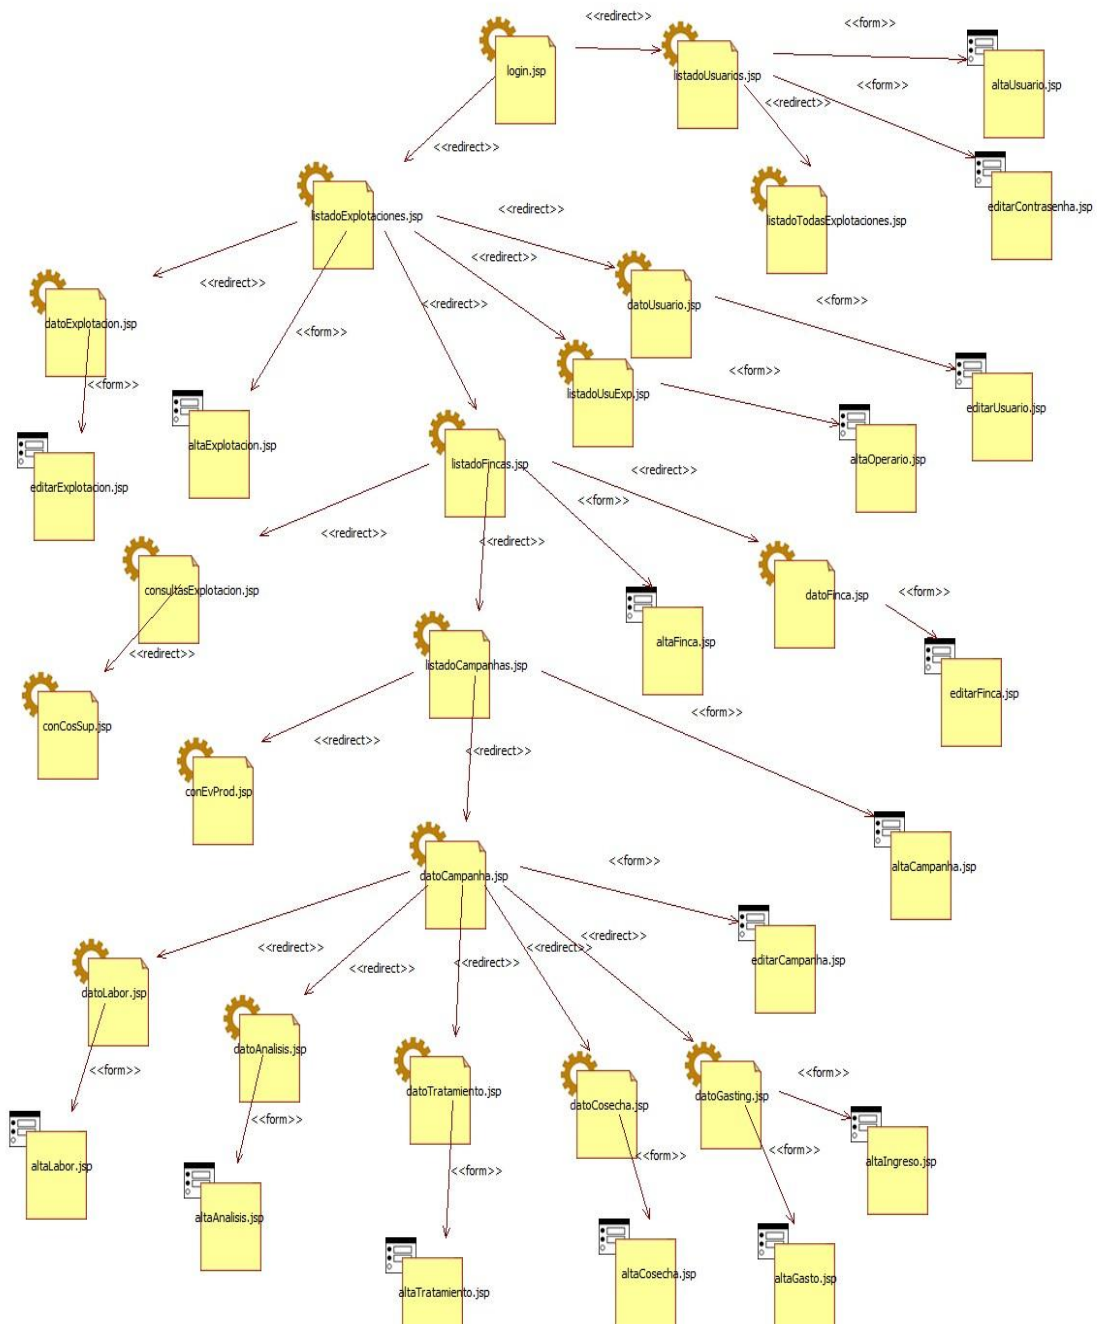 <<redirect>>
<<form>>
login.jsp
listadoUsuarios.jsp
altaUsuario.jsp
<<form>>
<<redirect>>
<<redirect>>
editarContrasenha.jsp
listadoExplotaciones.jsp
<<redirect>>
listadoTodasExplotaciones.jsp
<<redirect>>
<<redirect>>
<<redirect>>
datoUsuario.jsp
<<form>>
datoExplotacion.jsp
<<form>>
<<form>>
<<form>>
listadoUsuExp.jsp
editarUsuario.jsp
altaExplotacion.jsp
listadoFincas.jsp
altaOperario.jsp
<<redirect>>
editarExplotacion.jsp
<<form>>
<<redirect>>
<<redirect>>
consultasExplotacion.jsp
datoFinca.jsp
<<form>>
<<redirect>>
altaFinca.jsp
listadoCampanhas.jsp
editarFinca.jsp
conCosSup.jsp
<<form>>
<<redirect>>
<<redirect>>
conEvProd.jsp
<<form>>
altaCampanha.jsp
datoCampanha.jsp
<<redirect>>
<<redirect>>
<<redirect>>
<<redirect>>
<<redirect>>
editarCampanha.jsp
datoLabor.jsp
datoAnalisis.jsp
<<form>>
<<form>>
datoTratamiento.jsp
datoCosecha.jsp
datoGasting.jsp
<<form>>
<<form>>
<<form>>
<<form>>
altaIngreso.jsp
altaLabor.jsp
altaAnalisis.jsp
altaCosecha.jsp
altaGasto.jsp
altaTratamiento.jsp